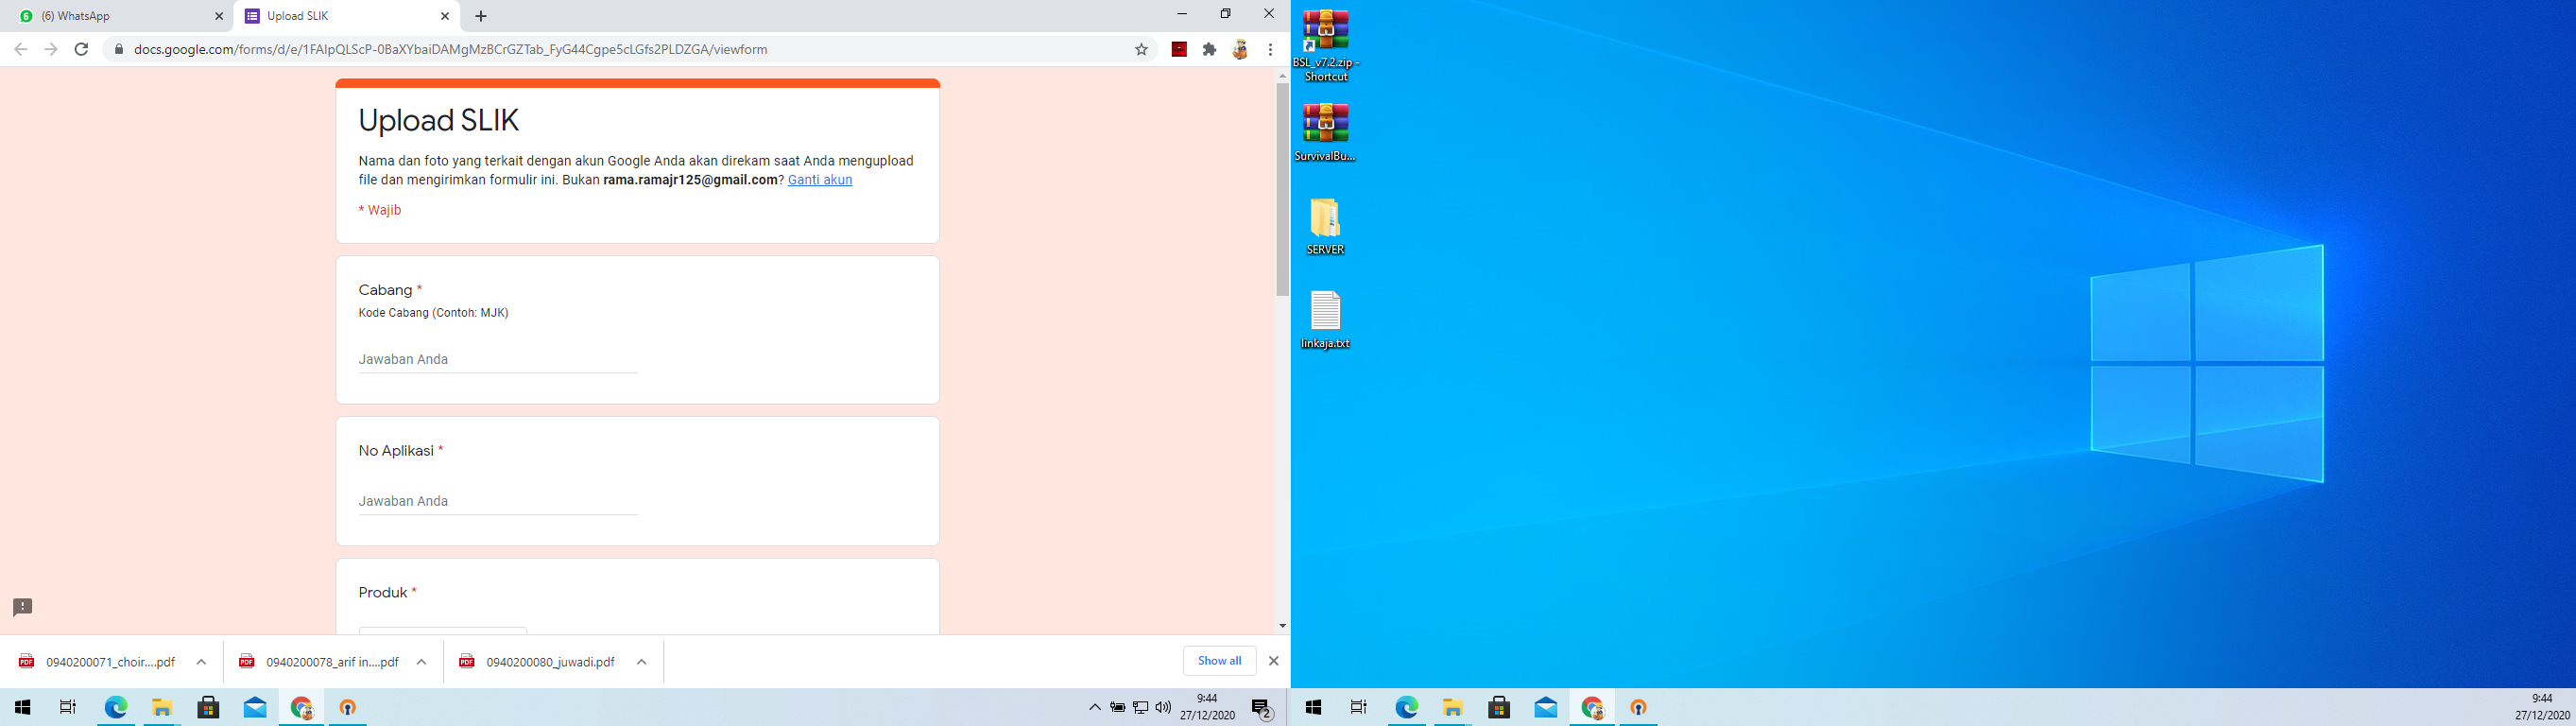 (6) WhatsApp
Upload SLIK
docs.google.com/forms/d/e/1FAIpQLScP-0BaXYbaiDAMgMzBCrGZTab_FyG44Cgpe5cLGfs2PLDZGA/viewform
Upload SLIK
Nama dan foto yang terkait dengan akun Google Anda akan direkam saat Anda mengupload
file dan mengirimkan formulir ini. Bukan rama.ramajr125@gmail.com? Ganti akun
* Wajib
Cabang *
Kode Cabang (Contoh: MJK)
Jawaban Anda
No Aplikasi *
Jawaban Anda
Produk *
0940200071_choir....pdf
0940200078_arif in....pdf
0940200080_juwadi.pdf
Show all
9:44
27/12/2020
2
BSL_v7.2.zip -
Shortcut
SurvivalBu...
SERVER
linkaja.txt
9:44
27/12/2020